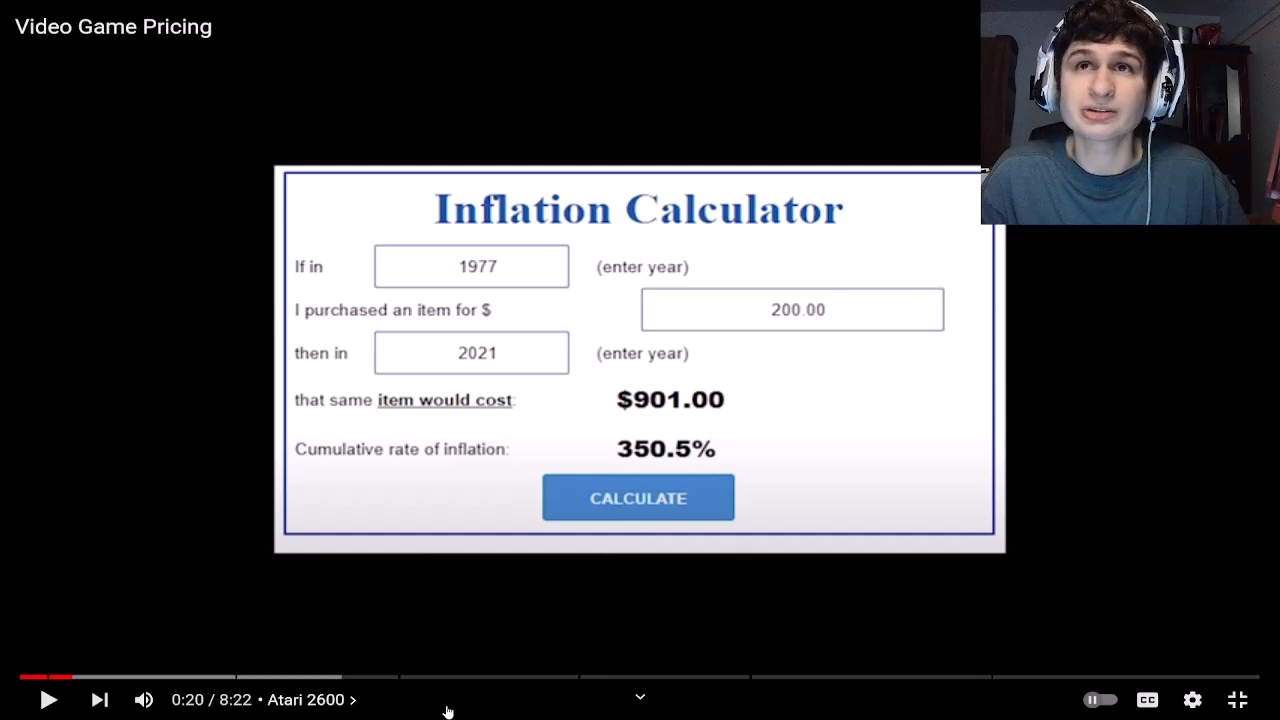 Video Game Pricing
Inflation Calculator
If in 1977 (enter year)
I purchased an item for $ 200.00
then in 2021 (enter year)
that same item would cost: $901.00
Cumulative rate of inflation: 350.5%
CALCULATE
0:20 / 8:22 • Atari 2600 >
CC